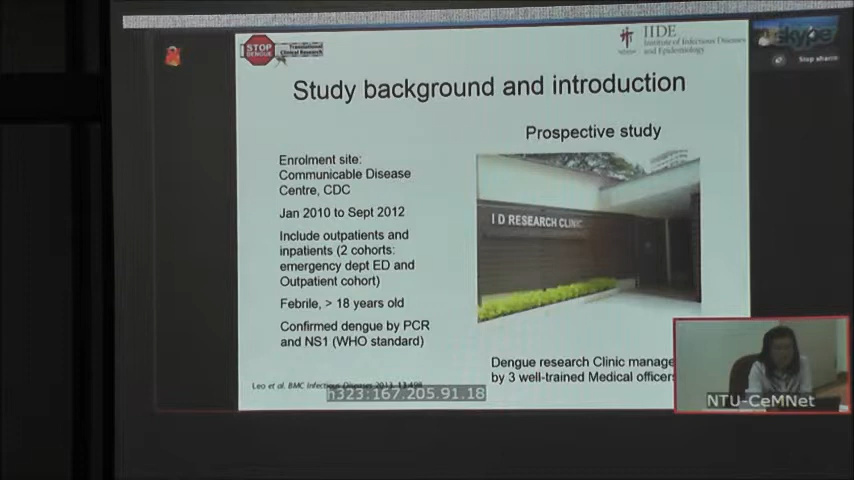 STOP
DENGUE
Translational
Clinical Research
IIDE
Institute of Infectious Diseases
and Epidemiology
skype
Stop sharing
Study background and introduction
Prospective study
Enrolment site:
Communicable Disease
Centre, CDC
Jan 2010 to Sept 2012
Include outpatients and
inpatients (2 cohorts:
emergency dept ED and
Outpatient cohort)
Febrile, > 18 years old
Confirmed dengue by PCR
and NS1 (WHO standard)
I D RESEARCH CLINIC
Dengue research Clinic manage
by 3 well-trained Medical officers
Leo et al. BMC Infectious Diseases 2013, 13:498
h323:167.205.91.18
NTU-CeMNet